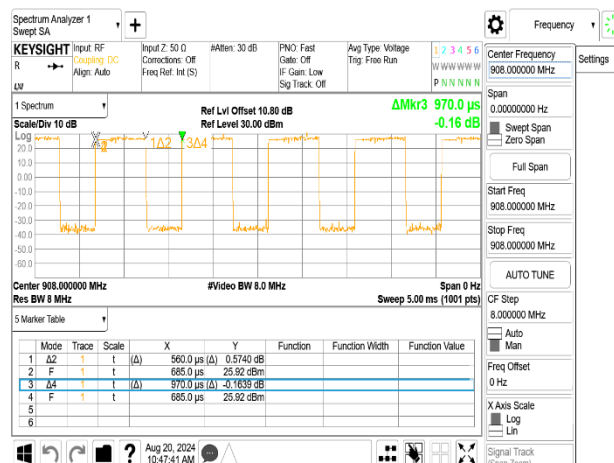 Spectrum Analyzer 1
Swept SA
+
Frequency
Settings
KEYSIGHT
R
Input: RF
Coupling: DC
Align: Auto
Input Z: 50 Ω
Corrections: Off
Freq Ref: Int (S)
#Atten: 30 dB
PNO: Fast
Gate: Off
IF Gain: Low
Sig Track: Off
Avg Type: Voltage
Trig: Free Run
1 2 3 4 5 6
W W W W W W
P N N N N N
1 Spectrum
Scale/Div 10 dB
Ref Lvl Offset 10.80 dB
Ref Level 30.00 dBm
ΔMkr3 970.0 µs
-0.16 dB
Log
20.0
10.0
0.00
-10.0
-20.0
-30.0
-40.0
-50.0
-60.0
1Δ2
3Δ4
Center 908.000000 MHz
Res BW 8 MHz
#Video BW 8.0 MHz
Span 0 Hz
Sweep 5.00 ms (1001 pts)
5 Marker Table
Mode Trace Scale X Y Function Function Width Function Value
1 Δ2 1 t (Δ) 560.0 µs (Δ) 0.5740 dB
2 F 1 t 685.0 µs 25.92 dBm
3 Δ4 1 t (Δ) 970.0 µs (Δ) -0.1639 dB
4 F 1 t 685.0 µs 25.92 dBm
5
6
Center Frequency
908.000000 MHz
Span
0.00000000 Hz
Swept Span
Zero Span
Full Span
Start Freq
908.000000 MHz
Stop Freq
908.000000 MHz
AUTO TUNE
CF Step
8.000000 MHz
Auto
Man
Freq Offset
0 Hz
X Axis Scale
Log
Lin
Signal Track
?
Aug 20, 2024
10:47:41 AM